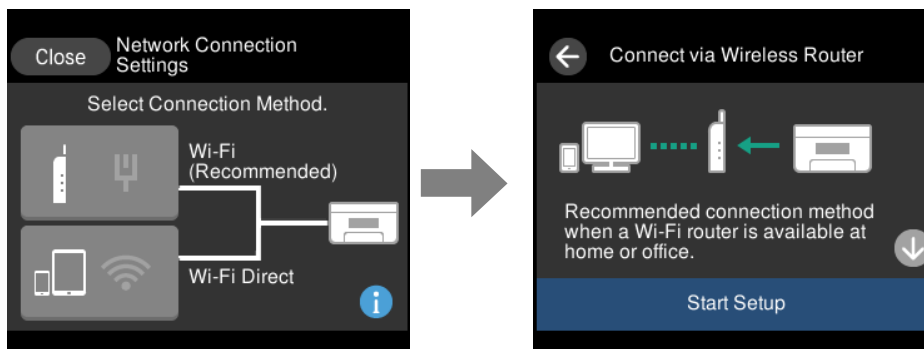 Close
Network Connection
Settings
Select Connection Method.
Wi-Fi
(Recommended)
Wi-Fi Direct
i
Connect via Wireless Router
Recommended connection method
when a Wi-Fi router is available at
home or office.
Start Setup